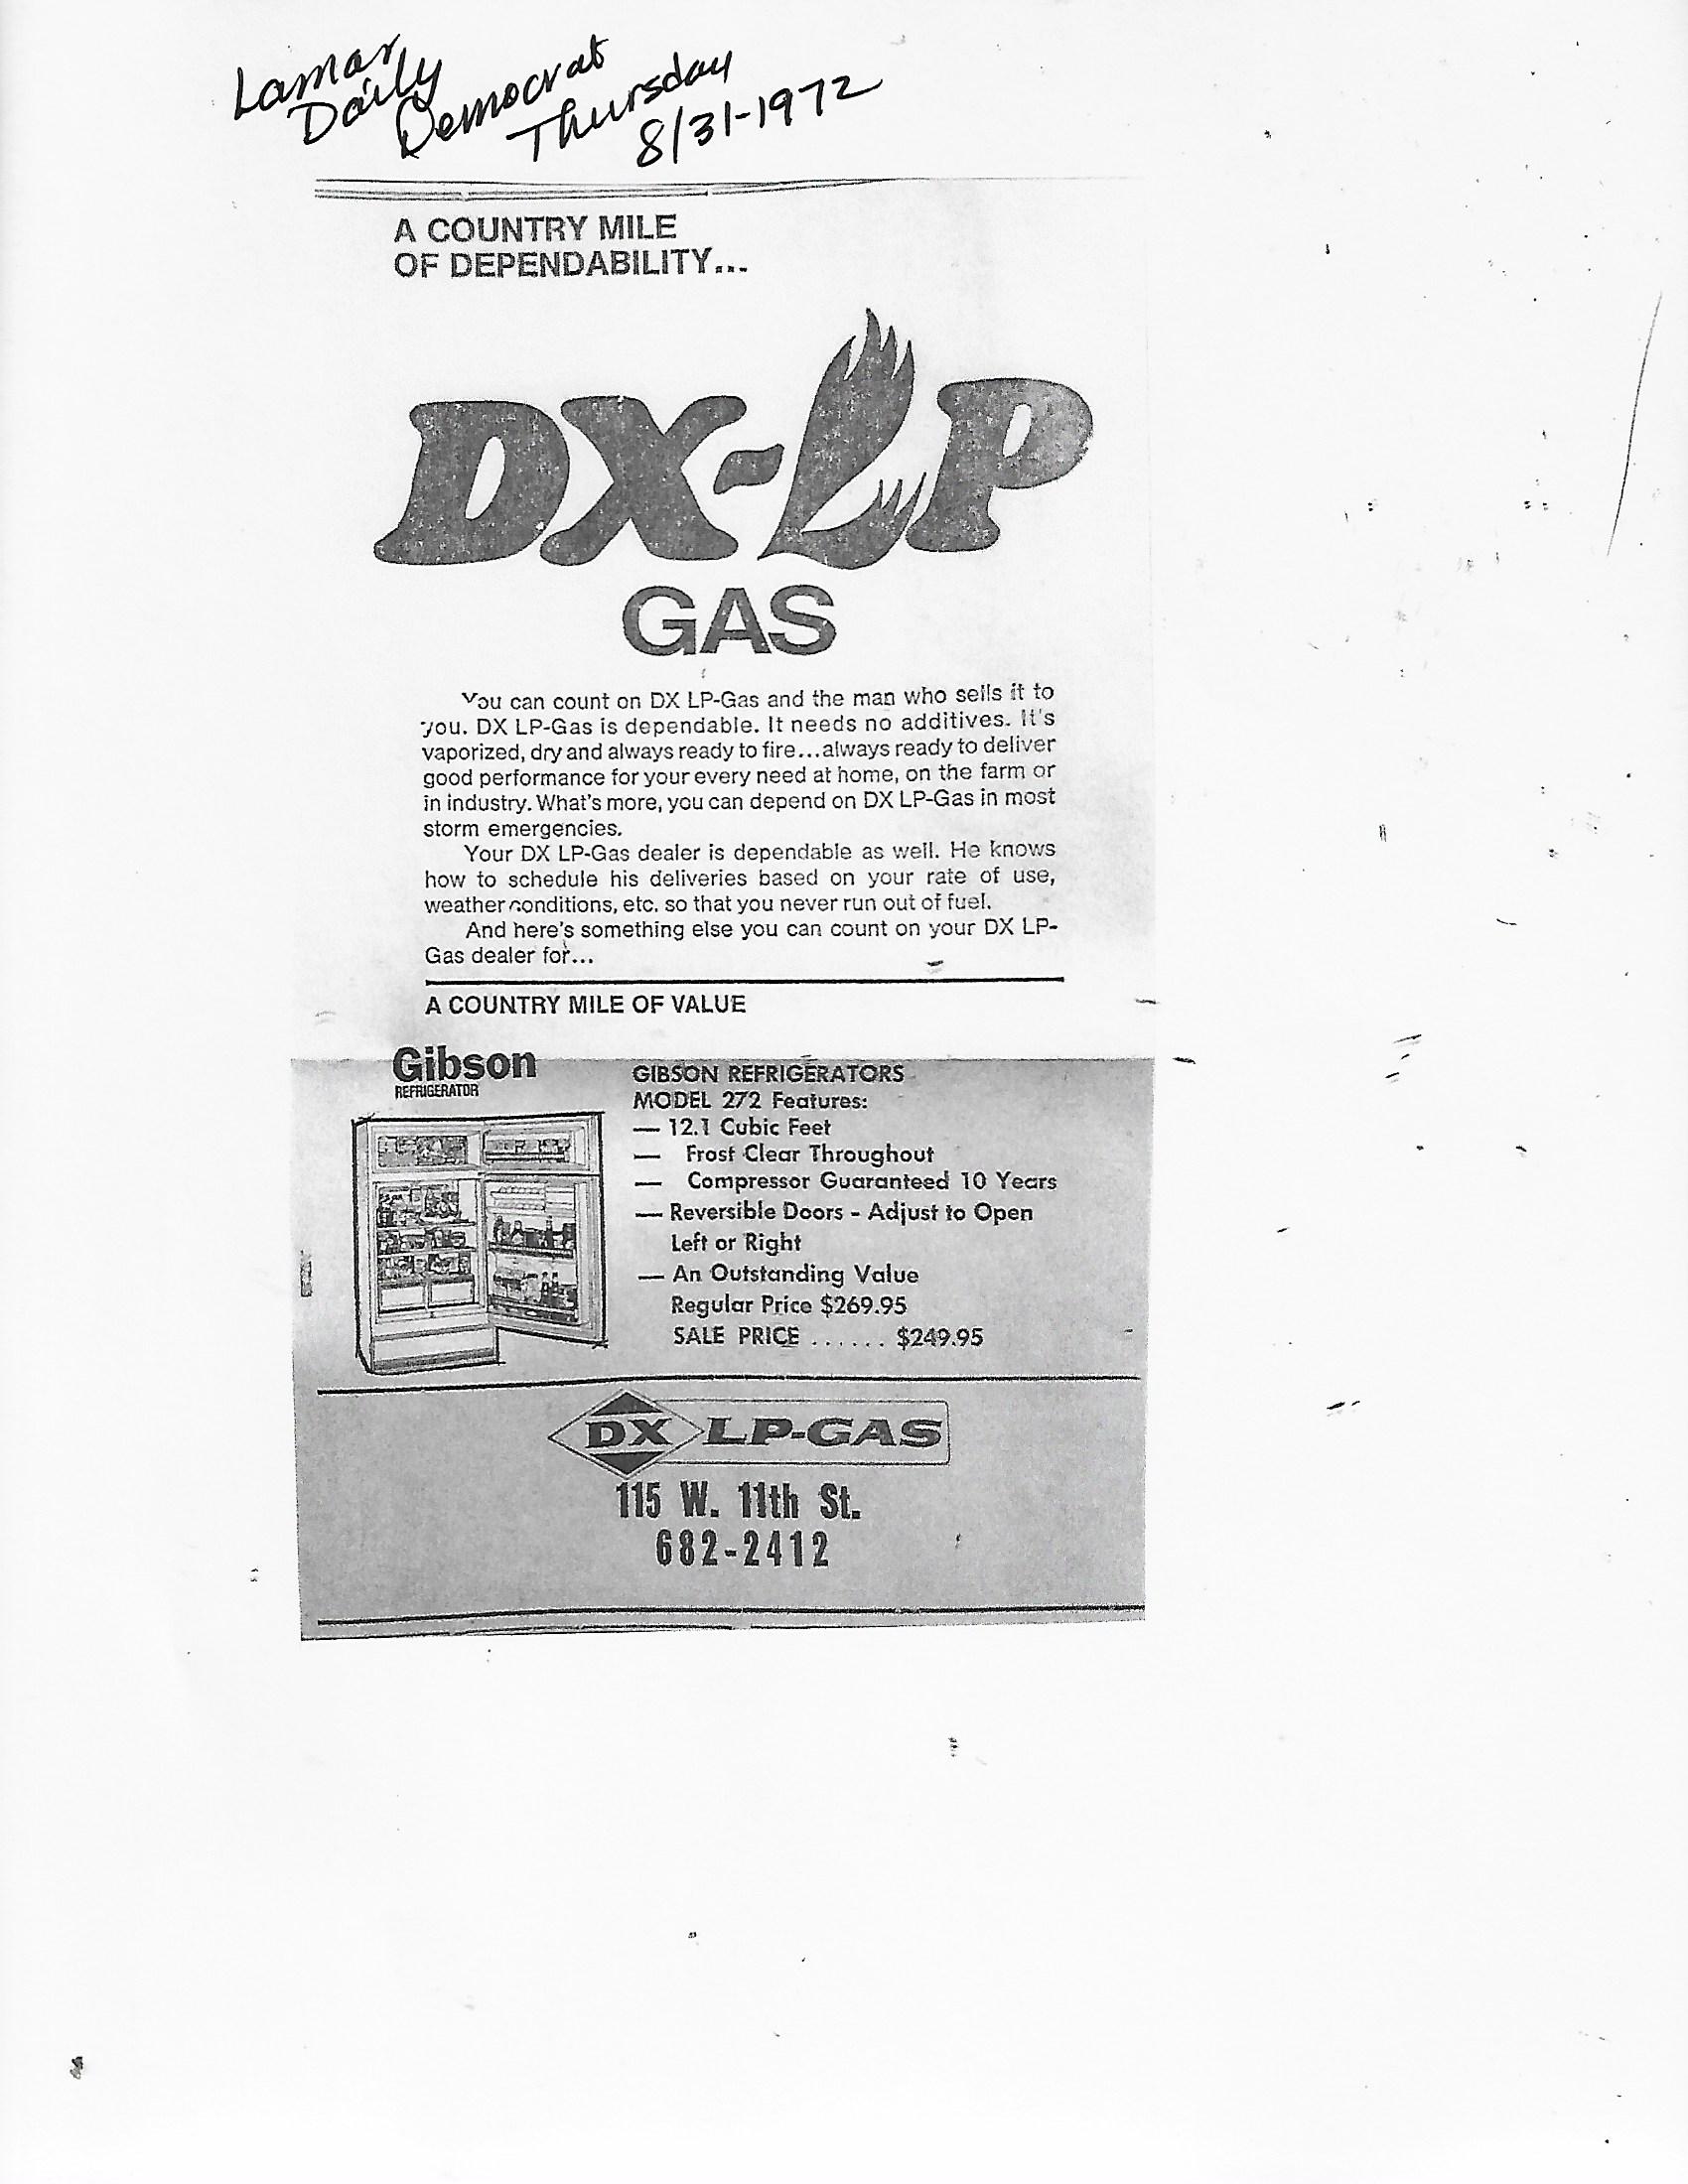 Lamar
Daily
Democrat
Thursday
8/31-1972
A COUNTRY MILE
OF DEPENDABILITY...
DX-LP
GAS
You can count on DX LP-Gas and the man who sells it to
you. DX LP-Gas is dependable. It needs no additives. It's
vaporized, dry and always ready to fire...always ready to deliver
good performance for your every need at home, on the farm or
in industry. What's more, you can depend on DX LP-Gas in most
storm emergencies.
Your DX LP-Gas dealer is dependable as well. He knows
how to schedule his deliveries based on your rate of use,
weather conditions, etc. so that you never run out of fuel.
And here's something else you can count on your DX LP-
Gas dealer for...
A COUNTRY MILE OF VALUE
Gibson
REFRIGERATOR
GIBSON REFRIGERATORS
MODEL 272 Features:
— 12.1 Cubic Feet
— Frost Clear Throughout
— Compressor Guaranteed 10 Years
— Reversible Doors - Adjust to Open
Left or Right
— An Outstanding Value
Regular Price $269.95
SALE PRICE ...... $249.95
DX LP-GAS
115 W. 11th St.
682-2412